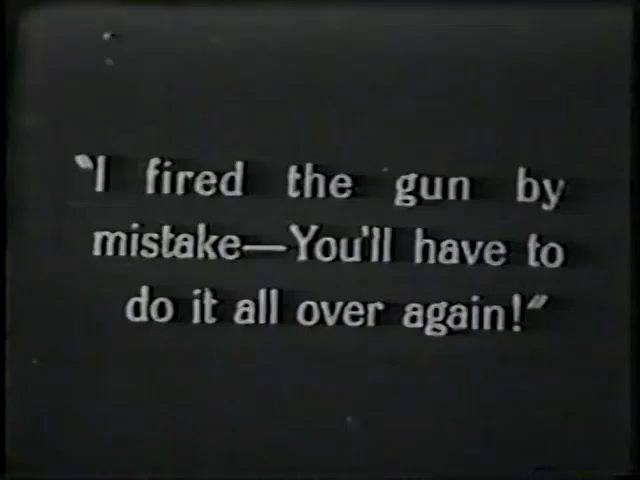 "I fired the gun by
mistake—You'll have to
do it all over again!"